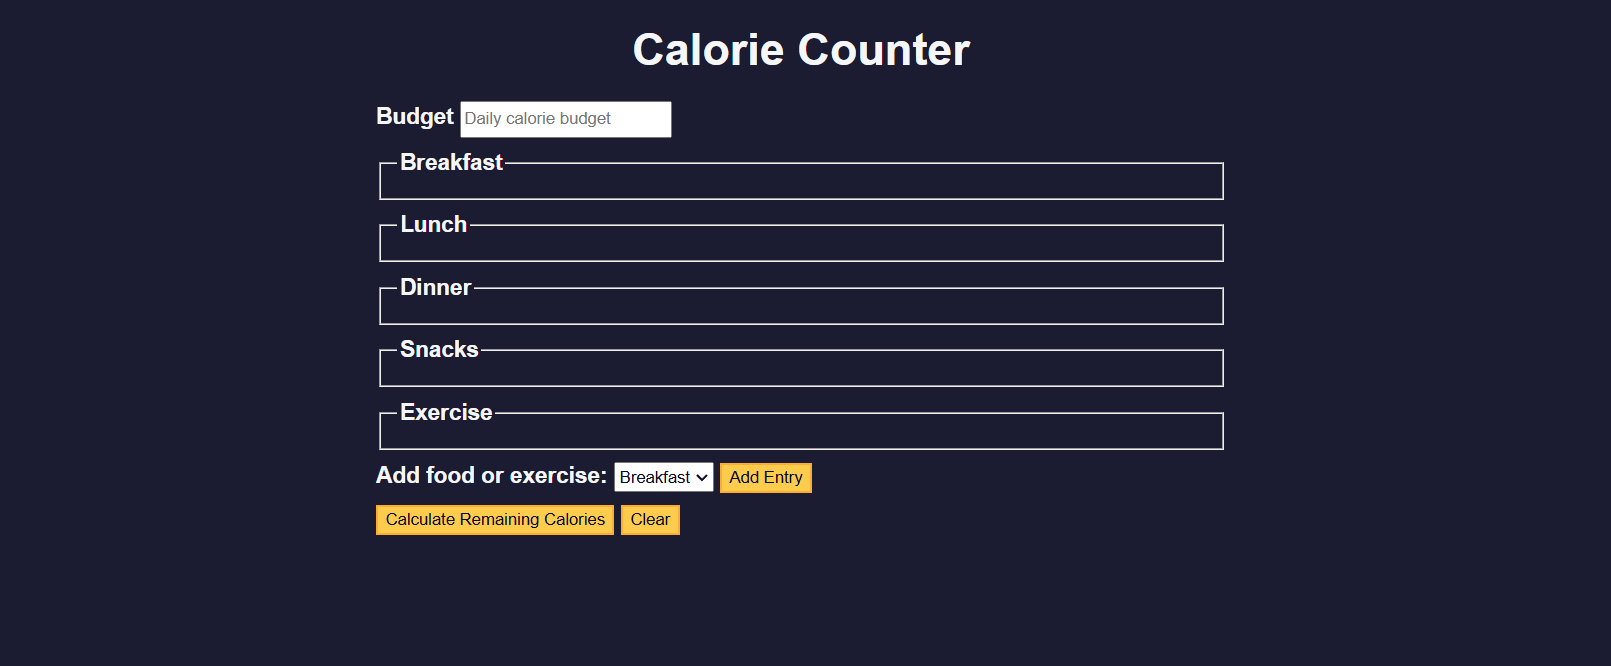 Calorie Counter
Budget Daily calorie budget
Breakfast
Lunch
Dinner
Snacks
Exercise
Add food or exercise: Breakfast Add Entry
Calculate Remaining Calories Clear